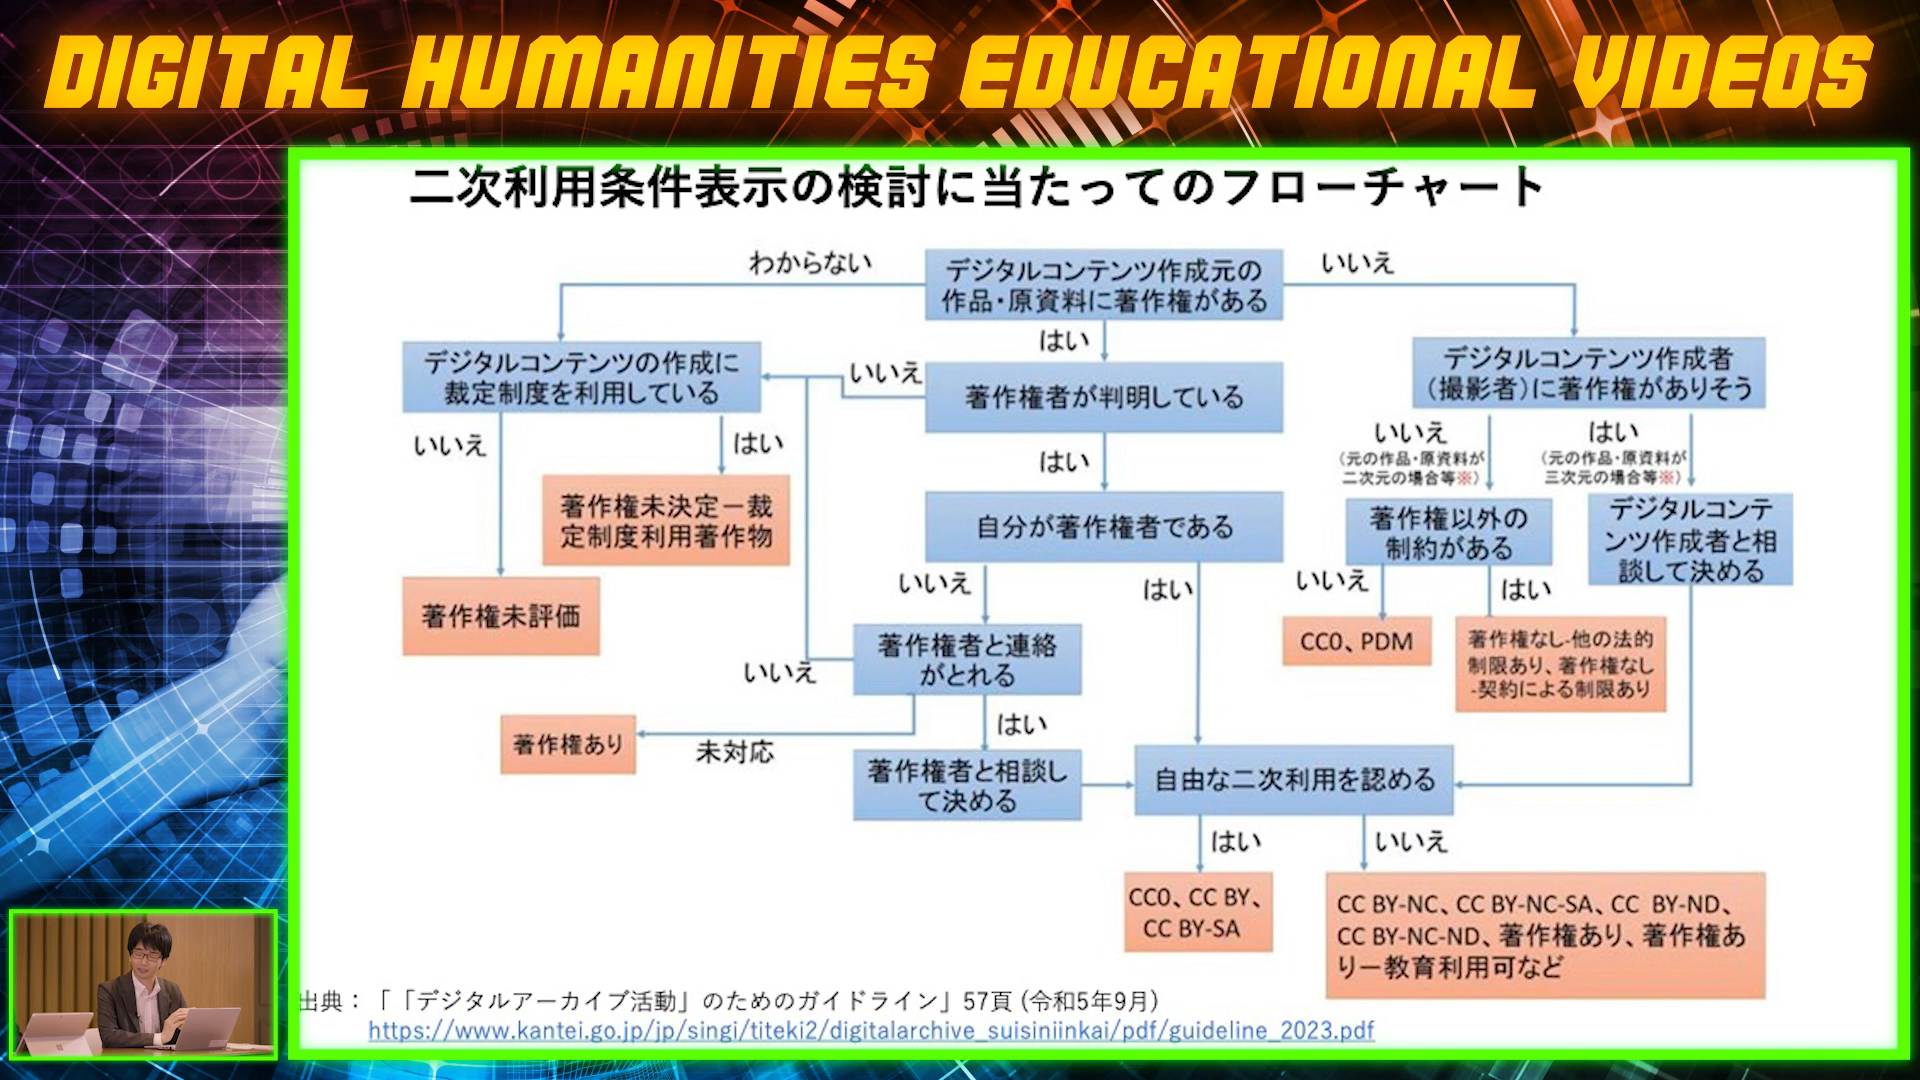 DIGITAL HUMANITIES EDUCATIONAL VIDEOS
二次利用条件表示の検討に当たってのフローチャート
わからない
デジタルコンテンツ作成元の
作品・原資料に著作権がある
いいえ
はい
デジタルコンテンツの作成に
裁定制度を利用している
いいえ
著作権者が判明している
デジタルコンテンツ作成者
（撮影者）に著作権がありそう
いいえ
はい
はい
いいえ
（元の作品・原資料が
二次元の場合等※）
はい
（元の作品・原資料が
三次元の場合等※）
著作権未決定－裁
定制度利用著作物
自分が著作権者である
著作権以外の
制約がある
デジタルコンテ
ンツ作成者と相
談して決める
著作権未評価
いいえ
はい
いいえ
はい
著作権者と連絡
がとれる
CC0、PDM
著作権なし-他の法的
制限あり、著作権なし
-契約による制限あり
いいえ
著作権あり
未対応
はい
著作権者と相談し
て決める
自由な二次利用を認める
はい
いいえ
CC0、CC BY、
CC BY-SA
CC BY-NC、CC BY-NC-SA、CC BY-ND、
CC BY-NC-ND、著作権あり、著作権あ
りー教育利用可など
出典：「「デジタルアーカイブ活動」のためのガイドライン」57頁 (令和5年9月)
https://www.kantei.go.jp/jp/singi/titeki2/digitalarchive_suisiniinkai/pdf/guideline_2023.pdf